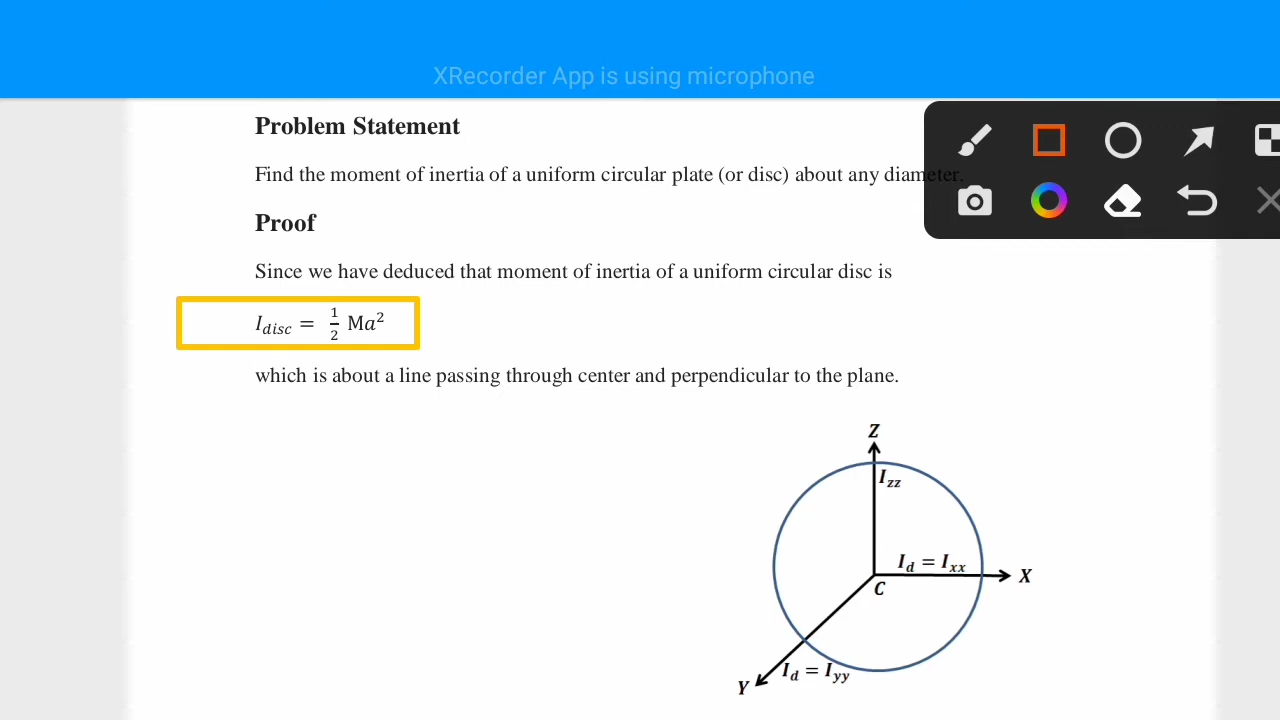 XRecorder App is using microphone
Problem Statement
Find the moment of inertia of a uniform circular plate (or disc) about any diameter.
Proof
Since we have deduced that moment of inertia of a uniform circular disc is
I_disc = 1/2 Ma²
which is about a line passing through center and perpendicular to the plane.
Z
I_zz
I_d = I_xx
X
C
I_d = I_yy
Y